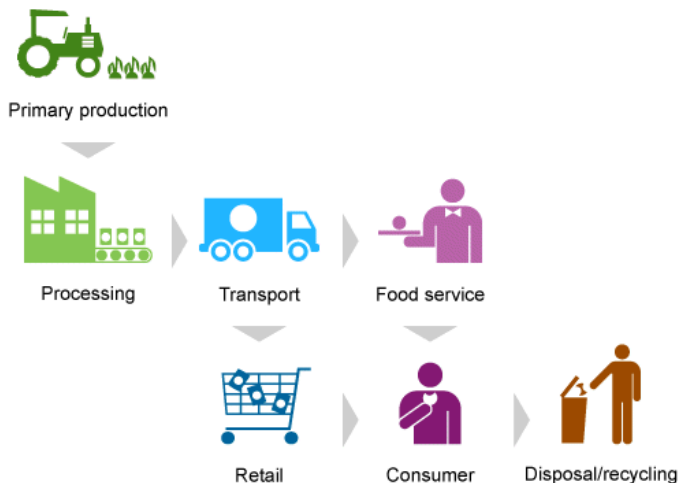 Primary production
Processing
Transport
Food service
Retail
Consumer
Disposal/recycling